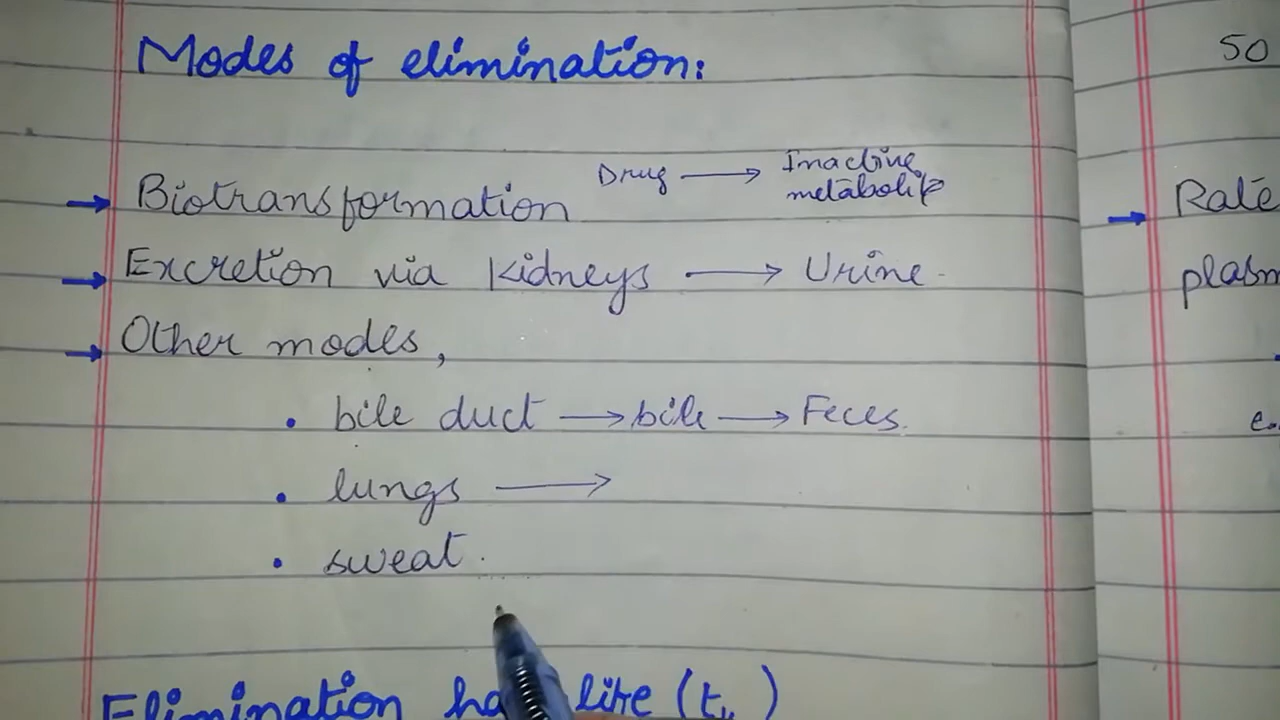 Modes of elimination:
→ Biotransformation Drug → Inactive
metabolite
→ Excretion via Kidneys → Urine
→ Other modes,
• bile duct → bile → Feces.
• lungs →
• sweat.
Elimination (t
50
→ Rate